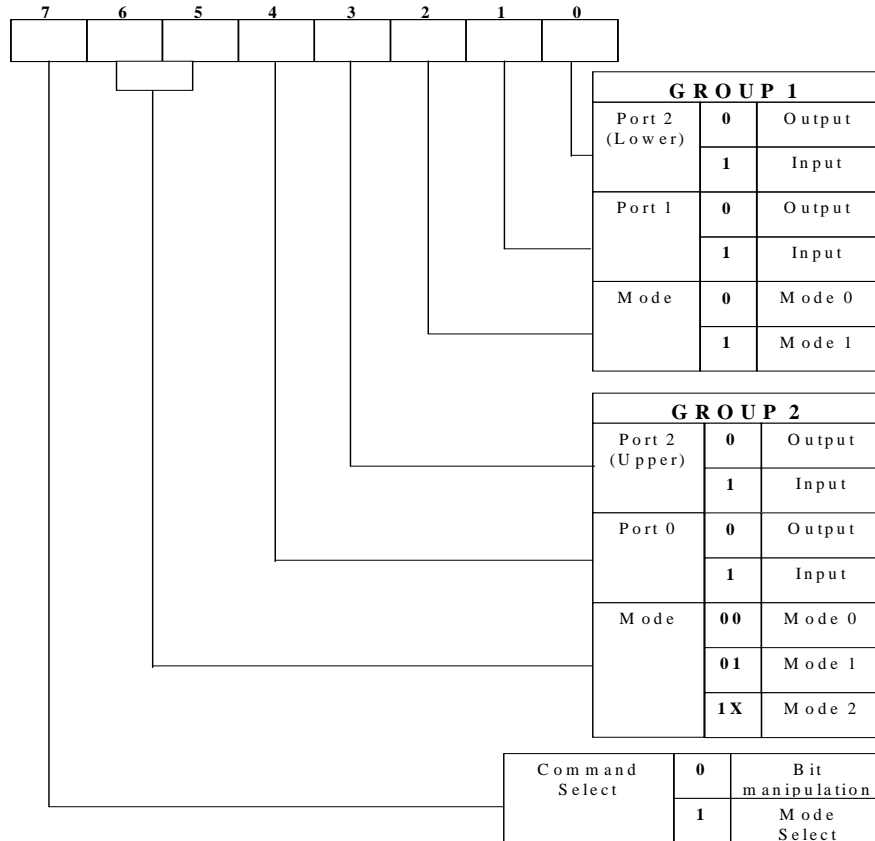 7 6 5 4 3 2 1 0
GROUP 1
Port 2 0 Output
(Lower)
1 Input
Port 1 0 Output
1 Input
Mode 0 Mode 0
1 Mode 1
GROUP 2
Port 2 0 Output
(Upper)
1 Input
Port 0 0 Output
1 Input
Mode 00 Mode 0
01 Mode 1
1X Mode 2
Command 0 Bit
Select manipulation
1 Mode
Select